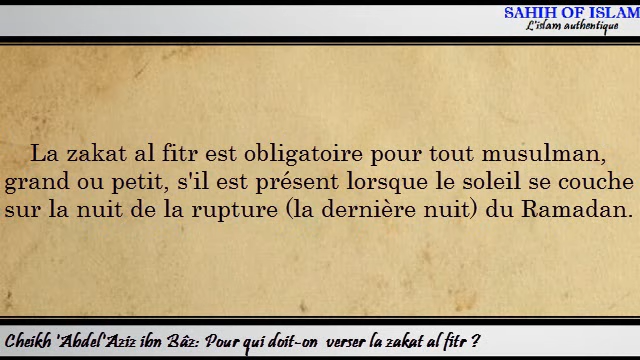 SAHIH OF ISLAM
L'islam authentique
La zakat al fitr est obligatoire pour tout musulman,
grand ou petit, s'il est présent lorsque le soleil se couche
sur la nuit de la rupture (la dernière nuit) du Ramadan.
Cheikh 'Abdel'Aziz ibn Bâz: Pour qui doit-on verser la zakat al fitr ?